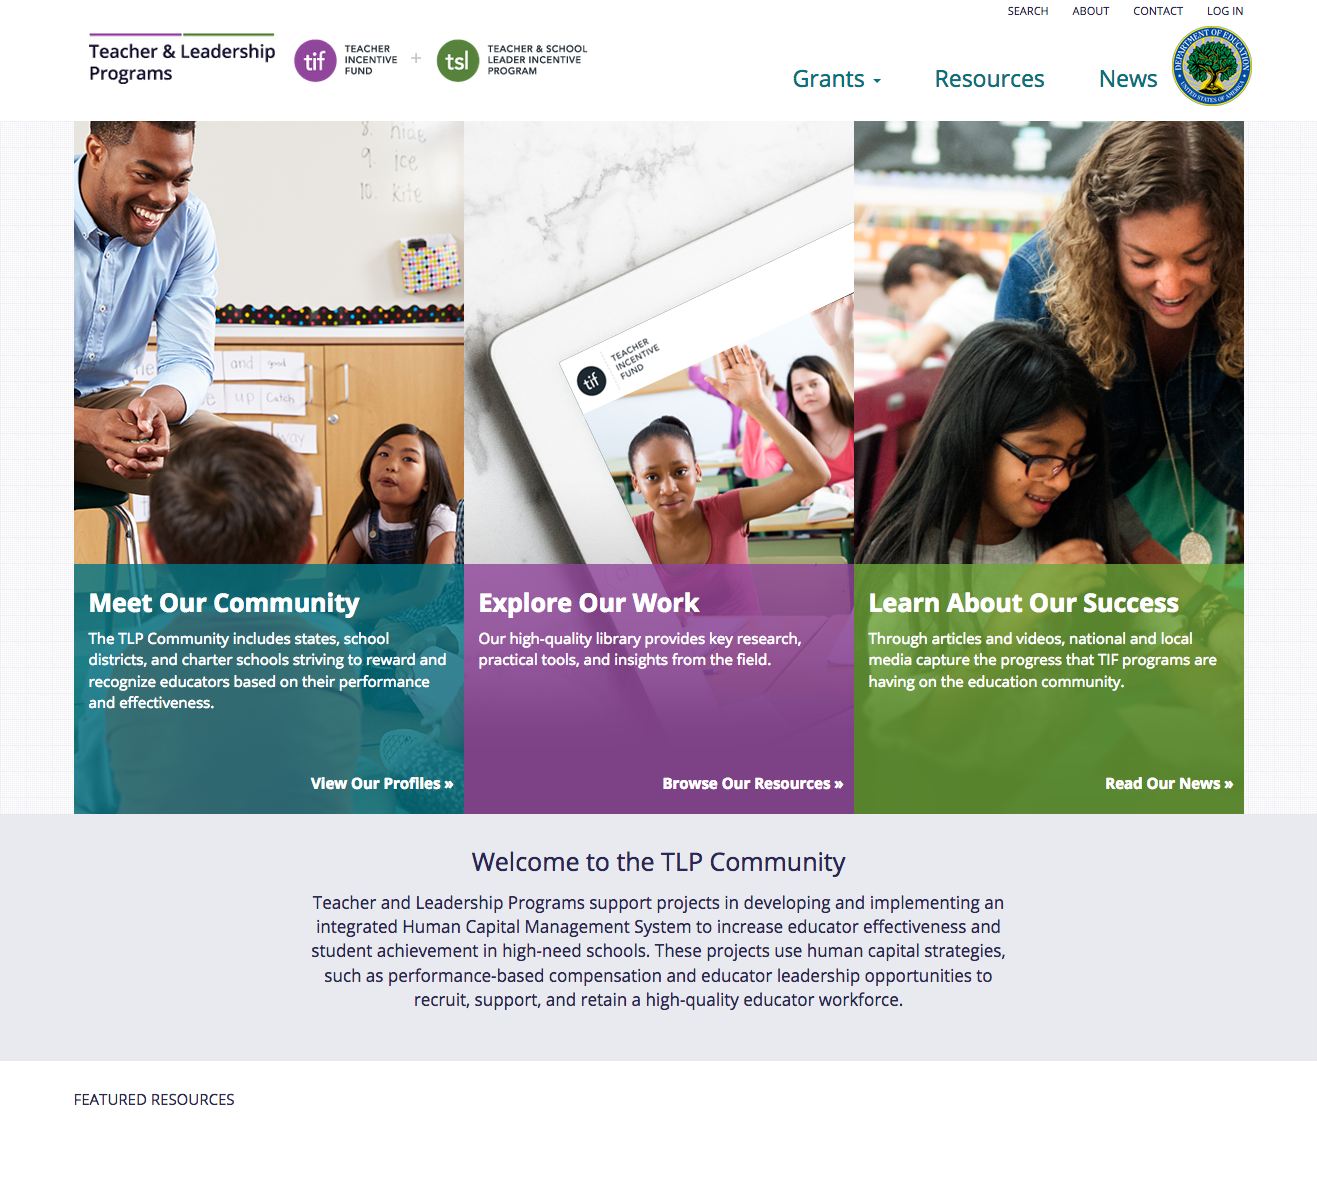 SEARCH ABOUT CONTACT LOG IN
Teacher & Leadership
Programs
tif
TEACHER
INCENTIVE
FUND
+
tsl
TEACHER & SCHOOL
LEADER INCENTIVE
PROGRAM
Grants
Resources
News
DEPARTMENT OF EDUCATION
UNITED STATES OF AMERICA
8. hide
9. ice
10. kite
he and good
e up Catch
way
tif
TEACHER
INCENTIVE
FUND
Meet Our Community
The TLP Community includes states, school
districts, and charter schools striving to reward and
recognize educators based on their performance
and effectiveness.
View Our Profiles »
Explore Our Work
Our high-quality library provides key research,
practical tools, and insights from the field.
Browse Our Resources »
Learn About Our Success
Through articles and videos, national and local
media capture the progress that TIF programs are
having on the education community.
Read Our News »
Welcome to the TLP Community
Teacher and Leadership Programs support projects in developing and implementing an
integrated Human Capital Management System to increase educator effectiveness and
student achievement in high-need schools. These projects use human capital strategies,
such as performance-based compensation and educator leadership opportunities to
recruit, support, and retain a high-quality educator workforce.
FEATURED RESOURCES